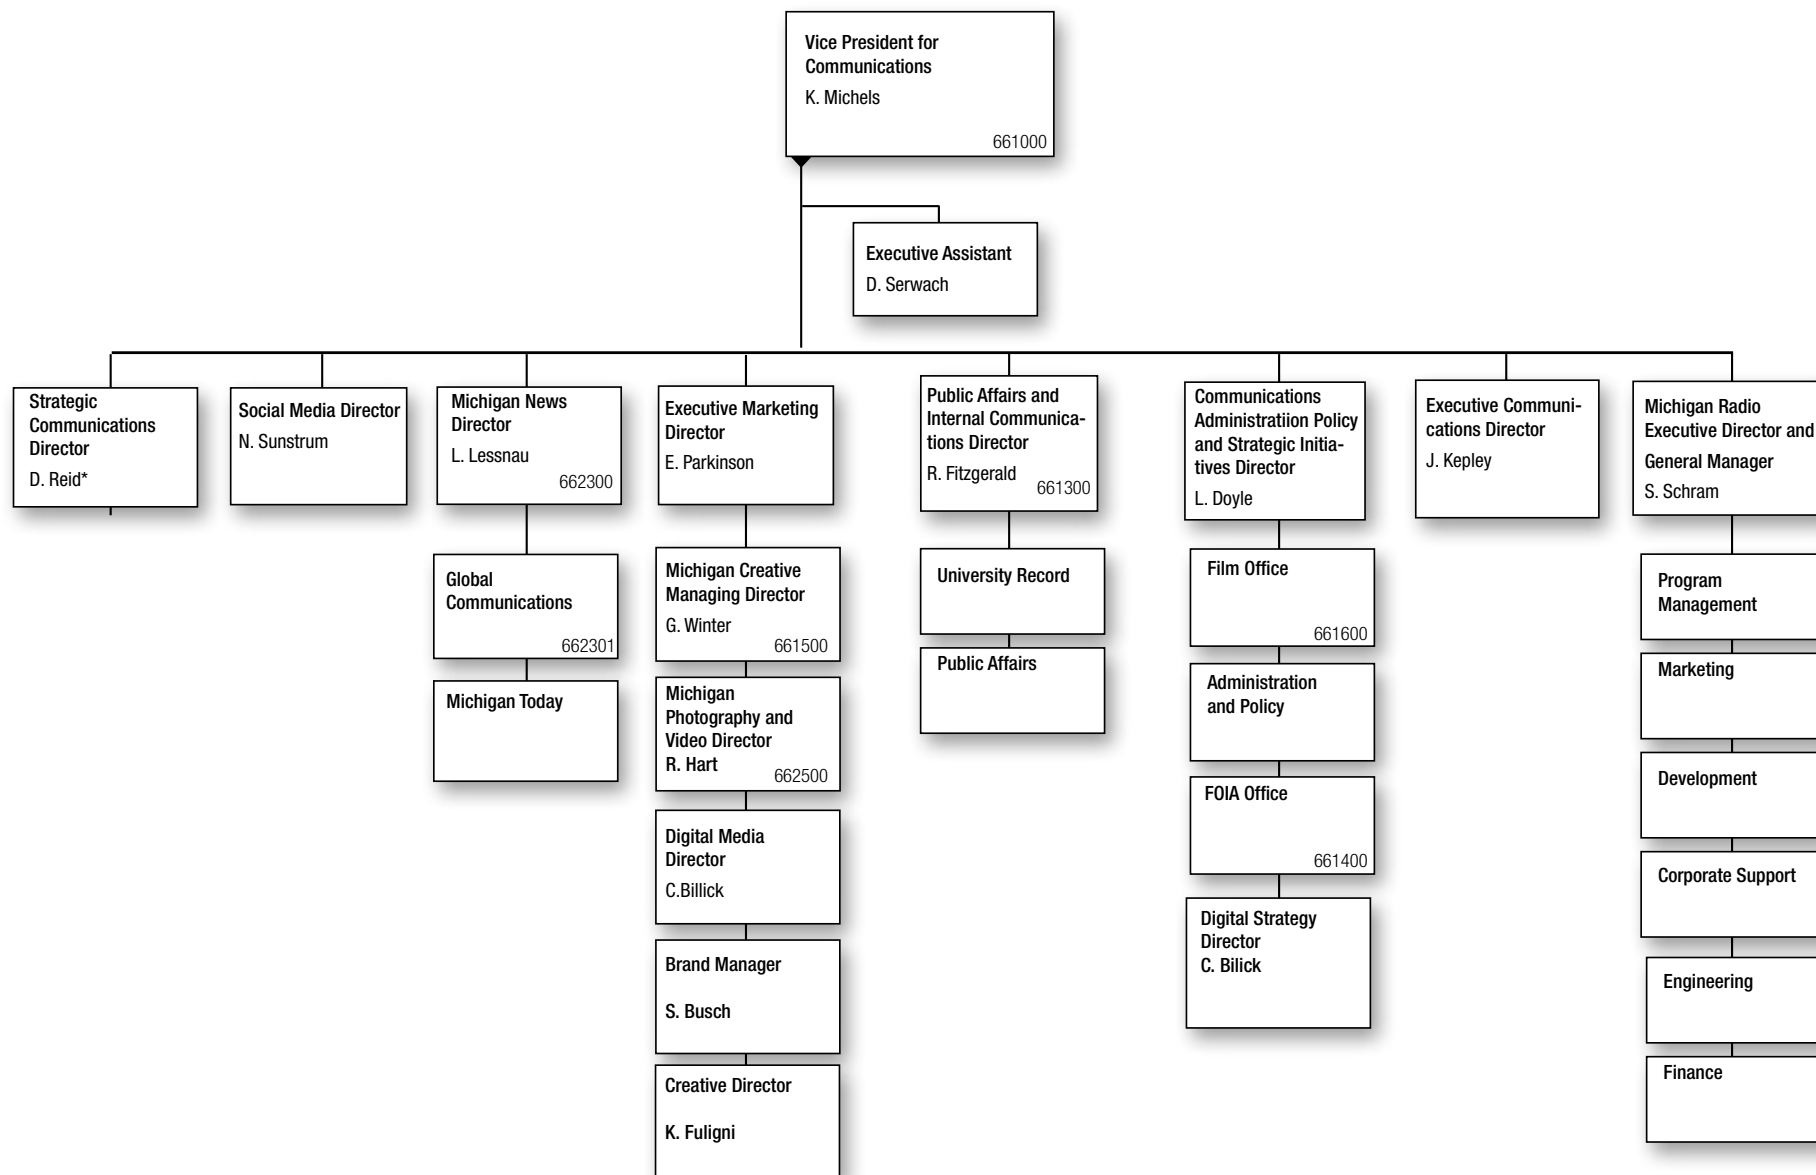 Vice President for
Communications
K. Michels
661000
Executive Assistant
D. Serwach
Strategic
Communications
Director
D. Reid*
Social Media Director
N. Sunstrum
Michigan News
Director
L. Lessnau
662300
Global
Communications
662301
Michigan Today
Executive Marketing
Director
E. Parkinson
Michigan Creative
Managing Director
G. Winter
661500
Michigan
Photography and
Video Director
R. Hart
662500
Digital Media
Director
C.Billick
Brand Manager
S. Busch
Creative Director
K. Fuligni
Public Affairs and
Internal Communica-
tions Director
R. Fitzgerald
661300
University Record
Public Affairs
Communications
Administratiion Policy
and Strategic Initia-
tives Director
L. Doyle
Film Office
661600
Administration
and Policy
FOIA Office
661400
Digital Strategy
Director
C. Bilick
Executive Communi-
cations Director
J. Kepley
Michigan Radio
Executive Director and
General Manager
S. Schram
Program
Management
Marketing
Development
Corporate Support
Engineering
Finance